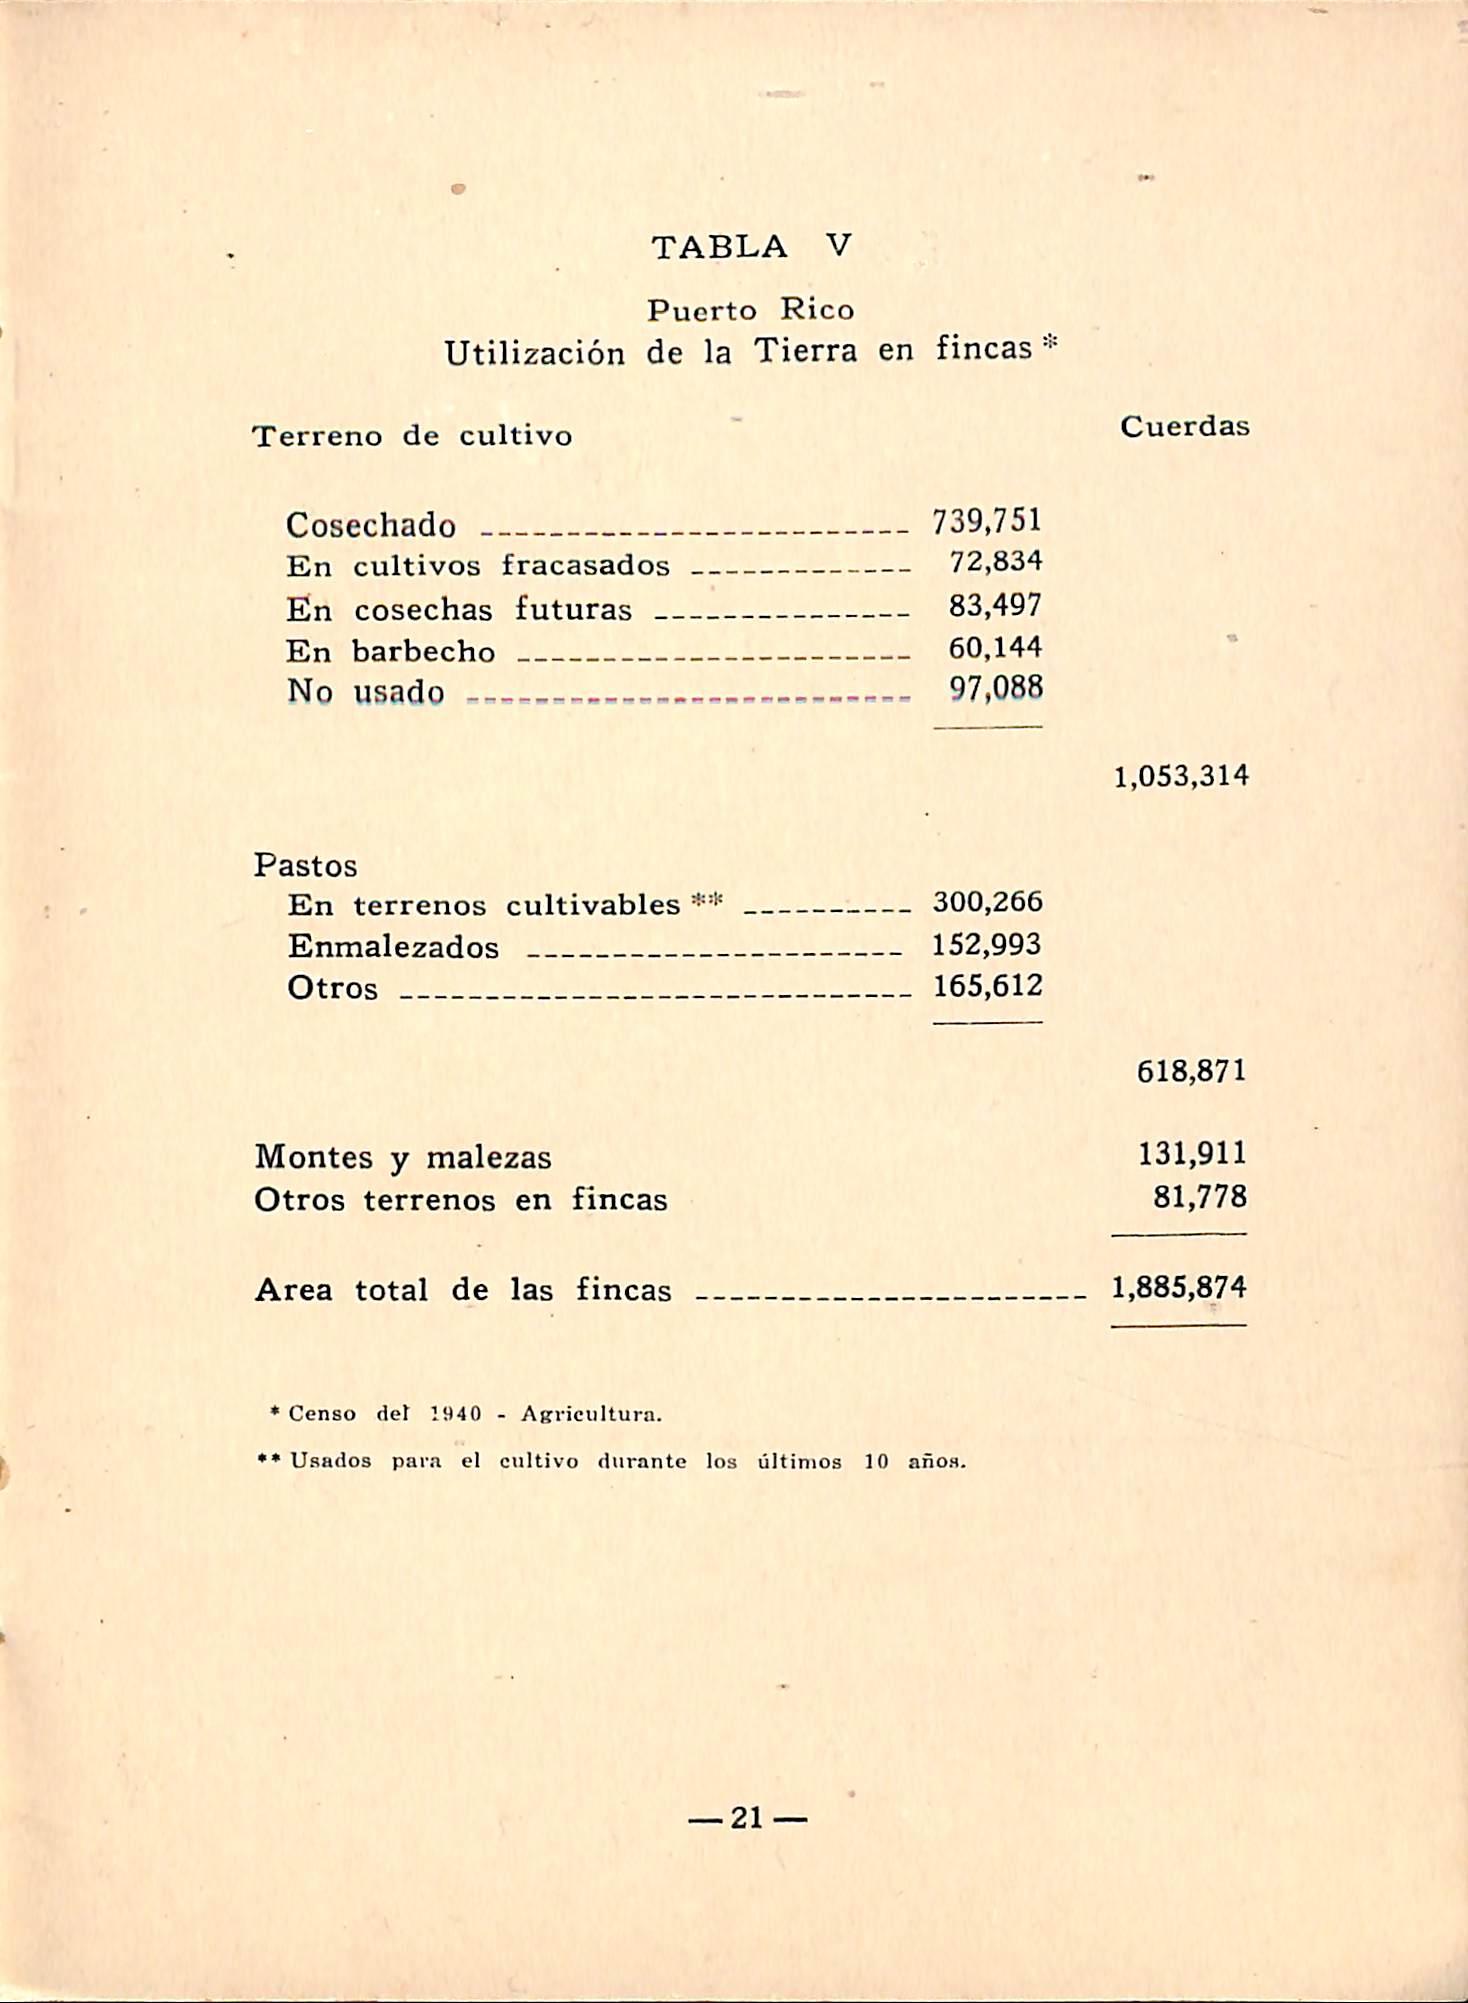 TABLA V
Puerto Rico
Utilización de la Tierra en fincas *
Terreno de cultivo Cuerdas
Cosechado 739,751
En cultivos fracasados 72,834
En cosechas futuras 83,497
En barbecho 60,144
No usado 97,088
1,053,314
Pastos
En terrenos cultivables ** 300,266
Enmalezados 152,993
Otros 165,612
618,871
Montes y malezas 131,911
Otros terrenos en fincas 81,778
Area total de las fincas 1,885,874
* Censo del 1940 - Agricultura.
** Usados para el cultivo durante los últimos 10 años.
— 21 —